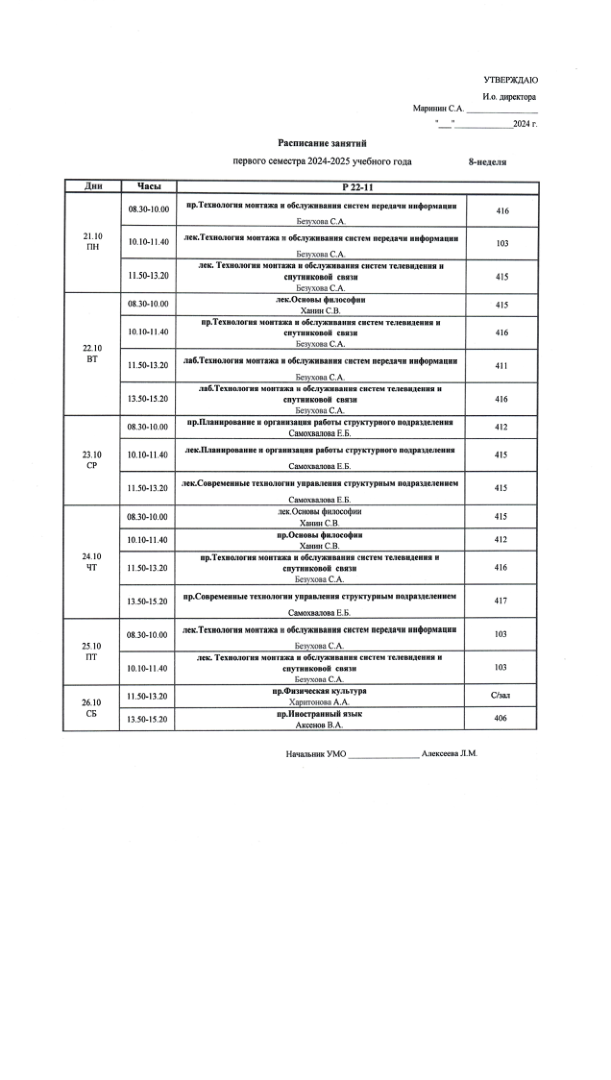 УТВЕРЖДАЮ
И.о. директора
Маринин С.А. ________________
"___"______________2024 г.
Расписание занятий
первого семестра 2024-2025 учебного года 8-неделя
Дни Часы Р 22-11
21.10
ПН
08.30-10.00 пр.Технология монтажа и обслуживания систем передачи информации 416
Безухова С.А.
10.10-11.40 лек.Технология монтажа и обслуживания систем передачи информации 103
Безухова С.А.
11.50-13.20 лек. Технология монтажа и обслуживания систем телевидения и
спутниковой связи 415
Безухова С.А.
22.10
ВТ
08.30-10.00 лек.Основы философии 415
Ханин С.В.
10.10-11.40 пр.Технология монтажа и обслуживания систем телевидения и
спутниковой связи 416
Безухова С.А.
11.50-13.20 лаб.Технология монтажа и обслуживания систем передачи информации 411
Безухова С.А.
13.50-15.20 лаб.Технология монтажа и обслуживания систем телевидения и
спутниковой связи 416
Безухова С.А.
23.10
СР
08.30-10.00 пр.Планирование и организация работы структурного подразделения 412
Самохвалова Е.Б.
10.10-11.40 лек.Планирование и организация работы структурного подразделения 415
Самохвалова Е.Б.
11.50-13.20 лек.Современные технологии управления структурным подразделением 415
Самохвалова Е.Б.
24.10
ЧТ
08.30-10.00 лек.Основы философии 415
Ханин С.В.
10.10-11.40 пр.Основы философии 412
Ханин С.В.
11.50-13.20 пр.Технология монтажа и обслуживания систем телевидения и
спутниковой связи 416
Безухова С.А.
13.50-15.20 пр.Современные технологии управления структурным подразделением 417
Самохвалова Е.Б.
25.10
ПТ
08.30-10.00 лек.Технология монтажа и обслуживания систем передачи информации 103
Безухова С.А.
10.10-11.40 лек. Технология монтажа и обслуживания систем телевидения и
спутниковой связи 103
Безухова С.А.
26.10
СБ
11.50-13.20 пр.Физическая культура С/зал
Харитонова А.А.
13.50-15.20 пр.Иностранный язык 406
Аксенов В.А.
Начальник УМО ________________ Алексеева Л.М.